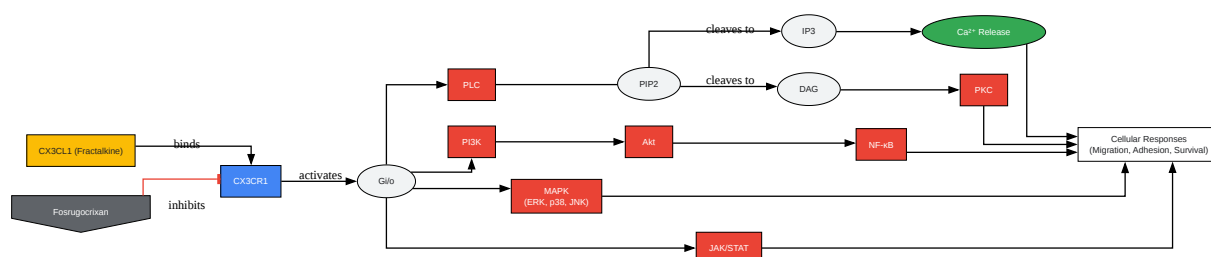 cleaves to
IP3
Ca²⁺ Release
PLC
PIP2
cleaves to
DAG
PKC
CX3CL1 (Fractalkine)
binds
PI3K
Akt
NF-κB
Cellular Responses
(Migration, Adhesion, Survival)
CX3CR1
activates
Gi/o
Fosrugocrixan
inhibits
MAPK
(ERK, p38, JNK)
JAK/STAT